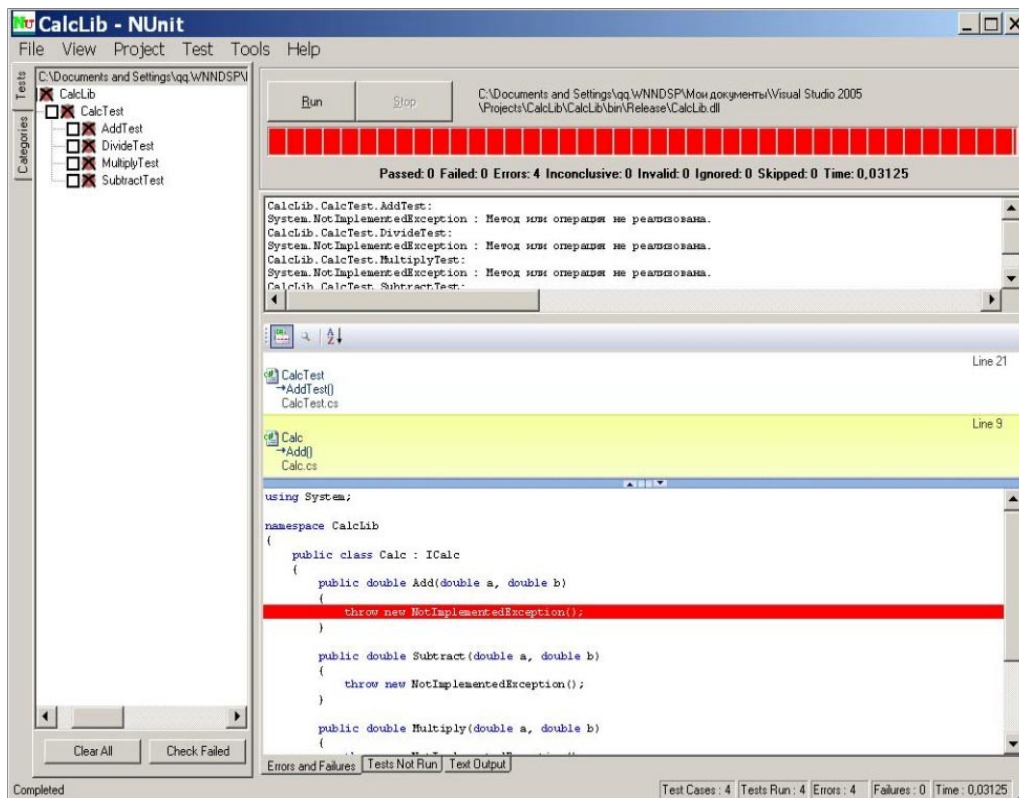 CalcLib - NUnit
File View Project Test Tools Help
Tests
Categories
C:\Documents and Settings\qq.WNNDSP\
CalcLib
CalcTest
AddTest
DivideTest
MultiplyTest
SubtractTest
Clear All
Check Failed
Run
Stop
C:\Documents and Settings\qq.WNNDSP\Мои документы\Visual Studio 2005
\Projects\CalcLib\CalcLib\bin\Release\CalcLib.dll
Passed: 0 Failed: 0 Errors: 4 Inconclusive: 0 Invalid: 0 Ignored: 0 Skipped: 0 Time: 0,03125
CalcLib.CalcTest.AddTest:
System.NotImplementedException : Метод или операция не реализована.
CalcLib.CalcTest.DivideTest:
System.NotImplementedException : Метод или операция не реализована.
CalcLib.CalcTest.MultiplyTest:
System.NotImplementedException : Метод или операция не реализована.
CalcLib.CalcTest.SubtractTest:
Line 21
CalcTest
→AddTest()
CalcTest.cs
Line 9
Calc
→Add()
Calc.cs
using System;
namespace CalcLib
{
public class Calc : ICalc
{
public double Add(double a, double b)
{
throw new NotImplementedException();
}
public double Subtract(double a, double b)
{
throw new NotImplementedException();
}
public double Multiply(double a, double b)
{
Errors and Failures
Tests Not Run
Text Output
Completed
Test Cases : 4 Tests Run : 4 Errors : 4 Failures : 0 Time : 0,03125